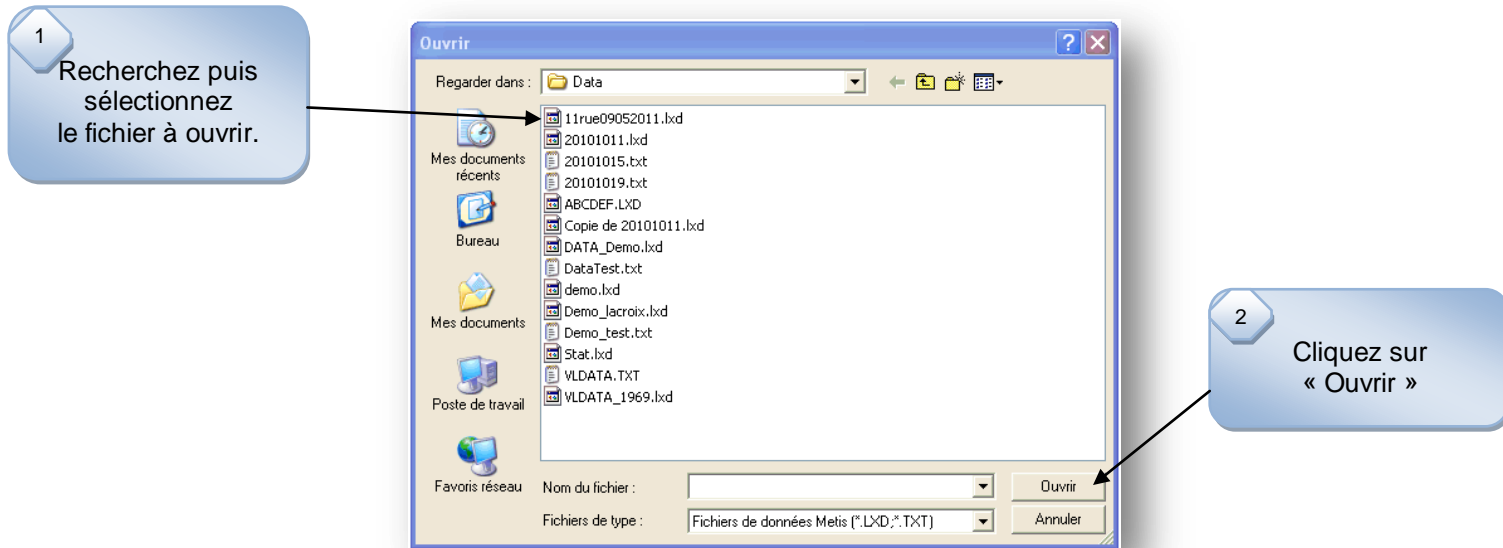 1
Recherchez puis
sélectionnez
le fichier à ouvrir.
Ouvrir
Regarder dans :
Data
Mes documents
récents
Bureau
Mes documents
Poste de travail
Favoris réseau
11rue09052011.lxd
20101011.lxd
20101015.txt
20101019.txt
ABCDEF.LXD
Copie de 20101011.lxd
DATA_Demo.lxd
DataTest.txt
demo.lxd
Demo_lacroix.lxd
Demo_test.txt
Stat.lxd
VLDATA.TXT
VLDATA_1969.lxd
Nom du fichier :
Ouvrir
Fichiers de type :
Fichiers de données Metis (*.LXD;*.TXT)
Annuler
2
Cliquez sur
« Ouvrir »